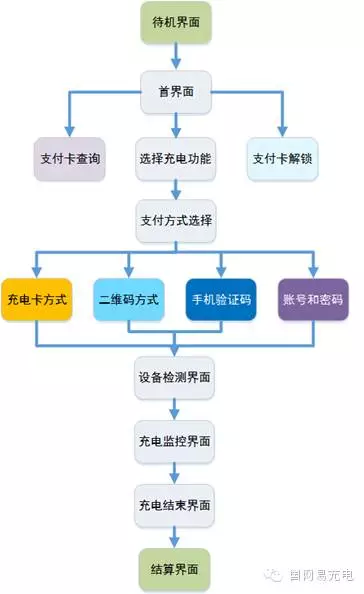 待机界面
首界面
支付卡查询
选择充电功能
支付卡解锁
支付方式选择
充电卡方式
二维码方式
手机验证码
账号和密码
设备检测界面
充电监控界面
充电结束界面
结算界面
国网易充电